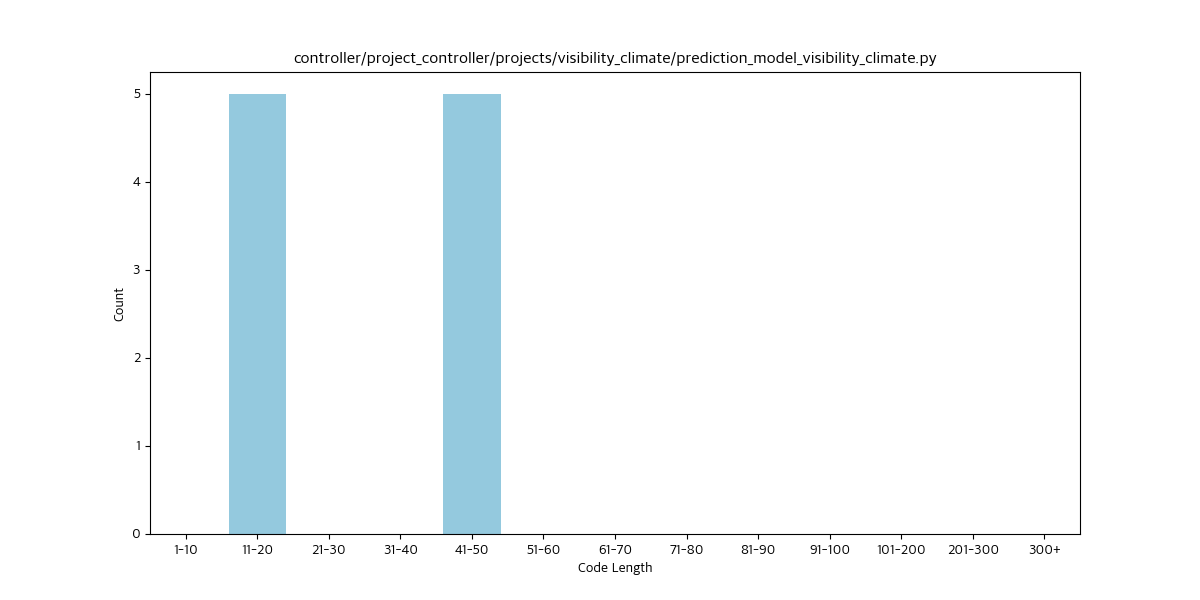 controller/project_controller/projects/visibility_climate/prediction_model_visibility_climate.py
5
4
3
2
1
0
Count
1-10 11-20 21-30 31-40 41-50 51-60 61-70 71-80 81-90 91-100 101-200 201-300 300+
Code Length